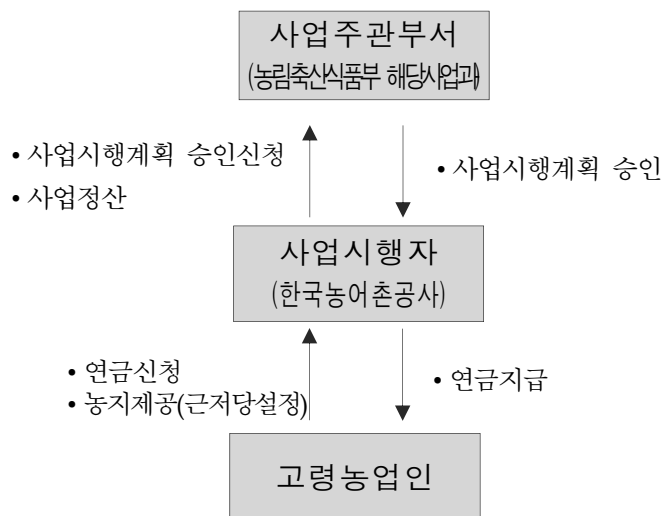 사업주관부서
(농림축산식품부 해당사업과)
• 사업시행계획 승인신청
• 사업정산
• 사업시행계획 승인
사업시행자
(한국농어촌공사)
• 연금신청
• 농지제공(근저당설정)
• 연금지급
고령농업인